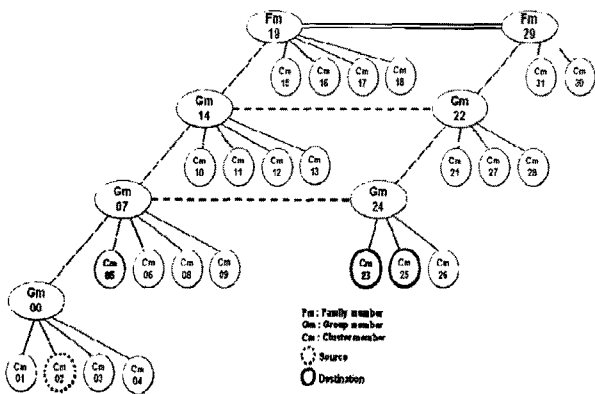 Fm
19
Fm
29
Cm
15
Cm
16
Cm
17
Cm
18
Cm
31
Cm
30
Gm
14
Gm
22
Cm
10
Cm
11
Cm
12
Cm
13
Cm
21
Cm
27
Cm
28
Gm
07
Gm
24
Cm
05
Cm
06
Cm
08
Cm
09
Cm
23
Cm
25
Cm
26
Gm
00
Cm
01
Cm
02
Cm
03
Cm
04
Fm : Family member
Gm : Group member
Cm : Cluster member
Source
Destination